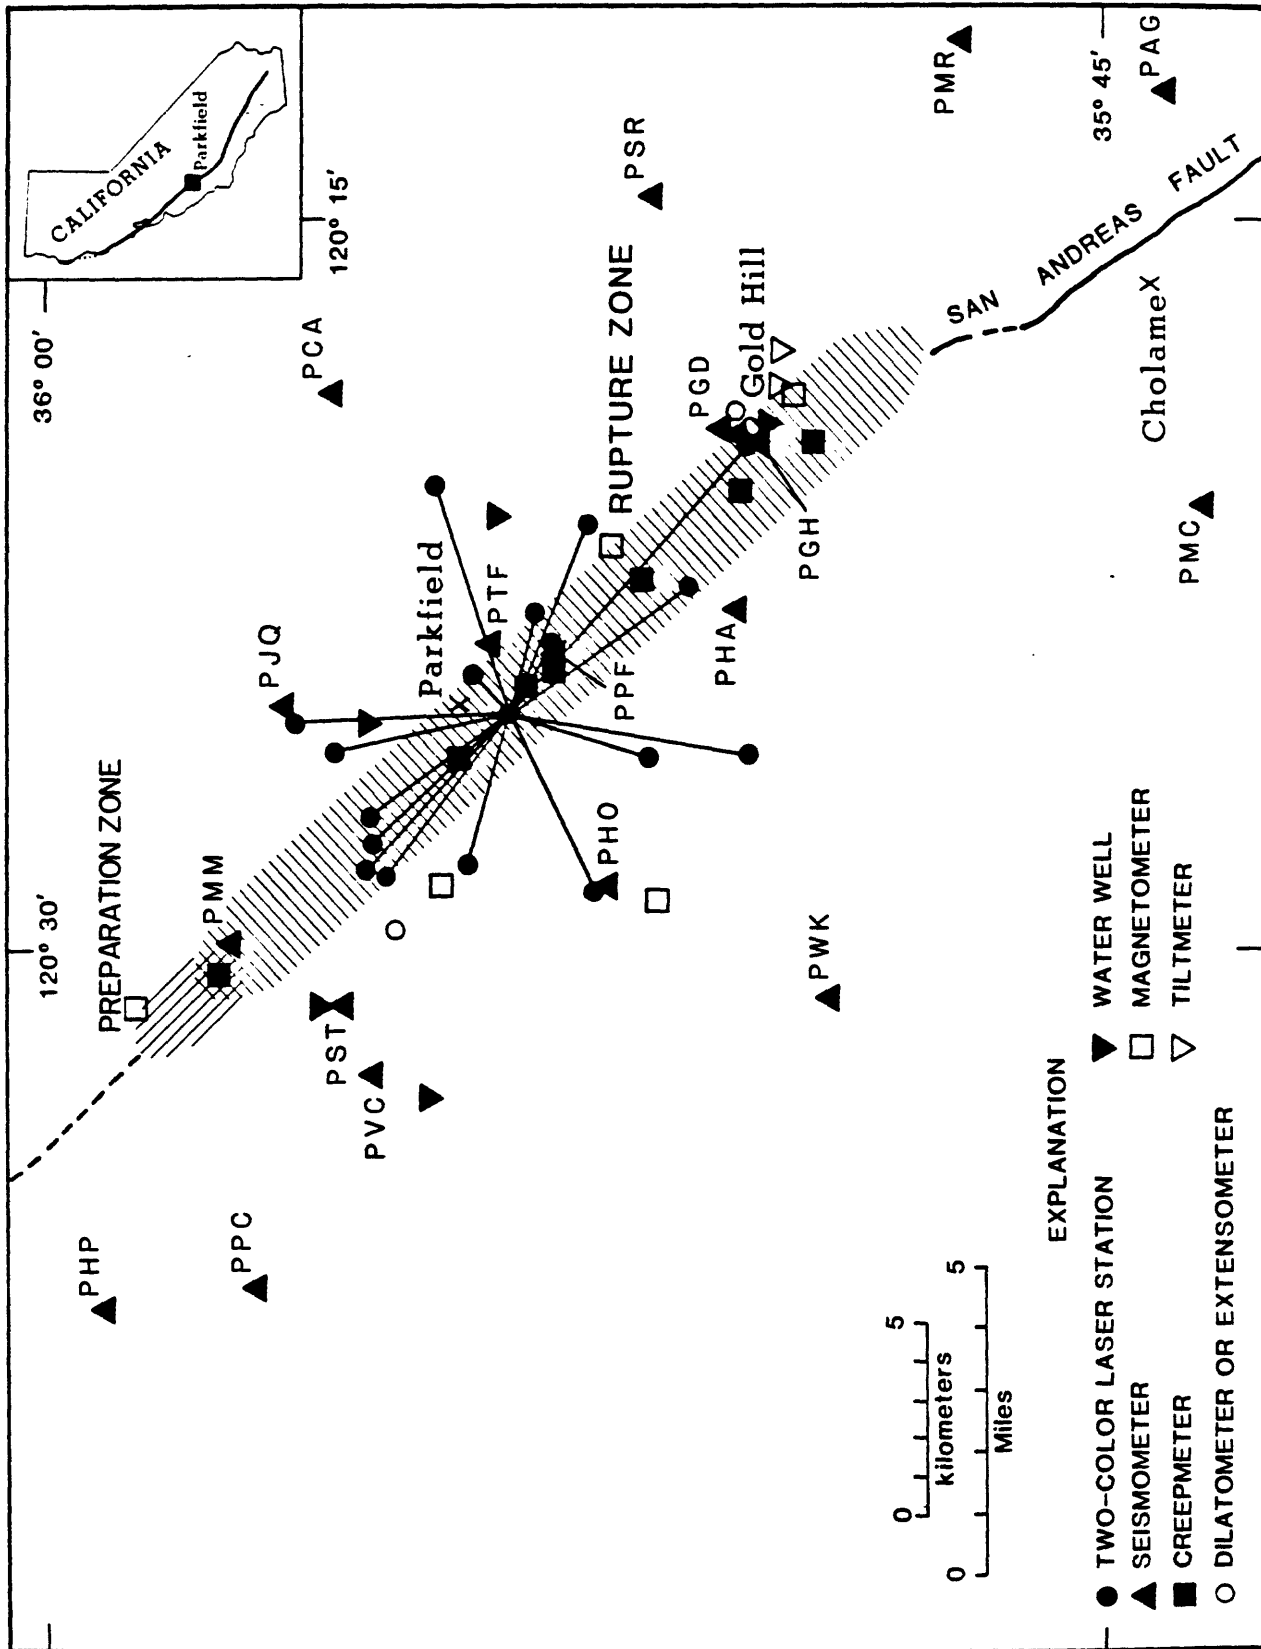 CALIFORNIA
Parkfield
36° 00'
120° 15'
120° 30'
35° 45'
PREPARATION ZONE
RUPTURE ZONE
PHP
PPC
PVC
PST
PMM
PJQ
PCA
Parkfield
PTF
PPF
PHO
PWK
PHA
PGH
PGD
Gold Hill
PSR
PMR
PAG
PMC
Cholame X
SAN ANDREAS FAULT
0 5
kilometers
0 5
Miles
EXPLANATION
TWO-COLOR LASER STATION
SEISMOMETER
CREEPMETER
DILATOMETER OR EXTENSOMETER
WATER WELL
MAGNETOMETER
TILTMETER